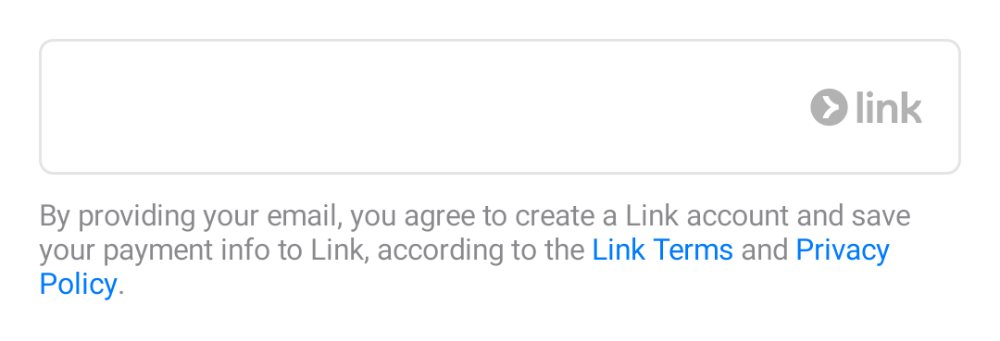 link
By providing your email, you agree to create a Link account and save
your payment info to Link, according to the Link Terms and Privacy
Policy.